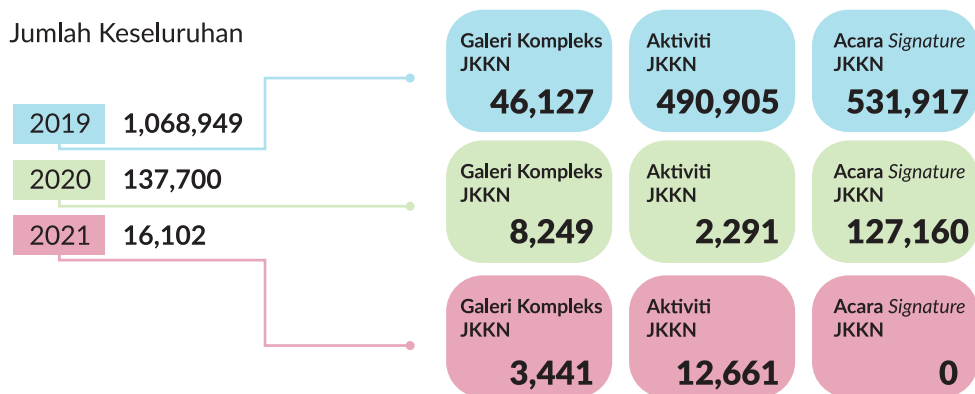 Jumlah Keseluruhan
2019 1,068,949
2020 137,700
2021 16,102
Galeri Kompleks
JKKN
46,127
Aktiviti
JKKN
490,905
Acara Signature
JKKN
531,917
Galeri Kompleks
JKKN
8,249
Aktiviti
JKKN
2,291
Acara Signature
JKKN
127,160
Galeri Kompleks
JKKN
3,441
Aktiviti
JKKN
12,661
Acara Signature
JKKN
0